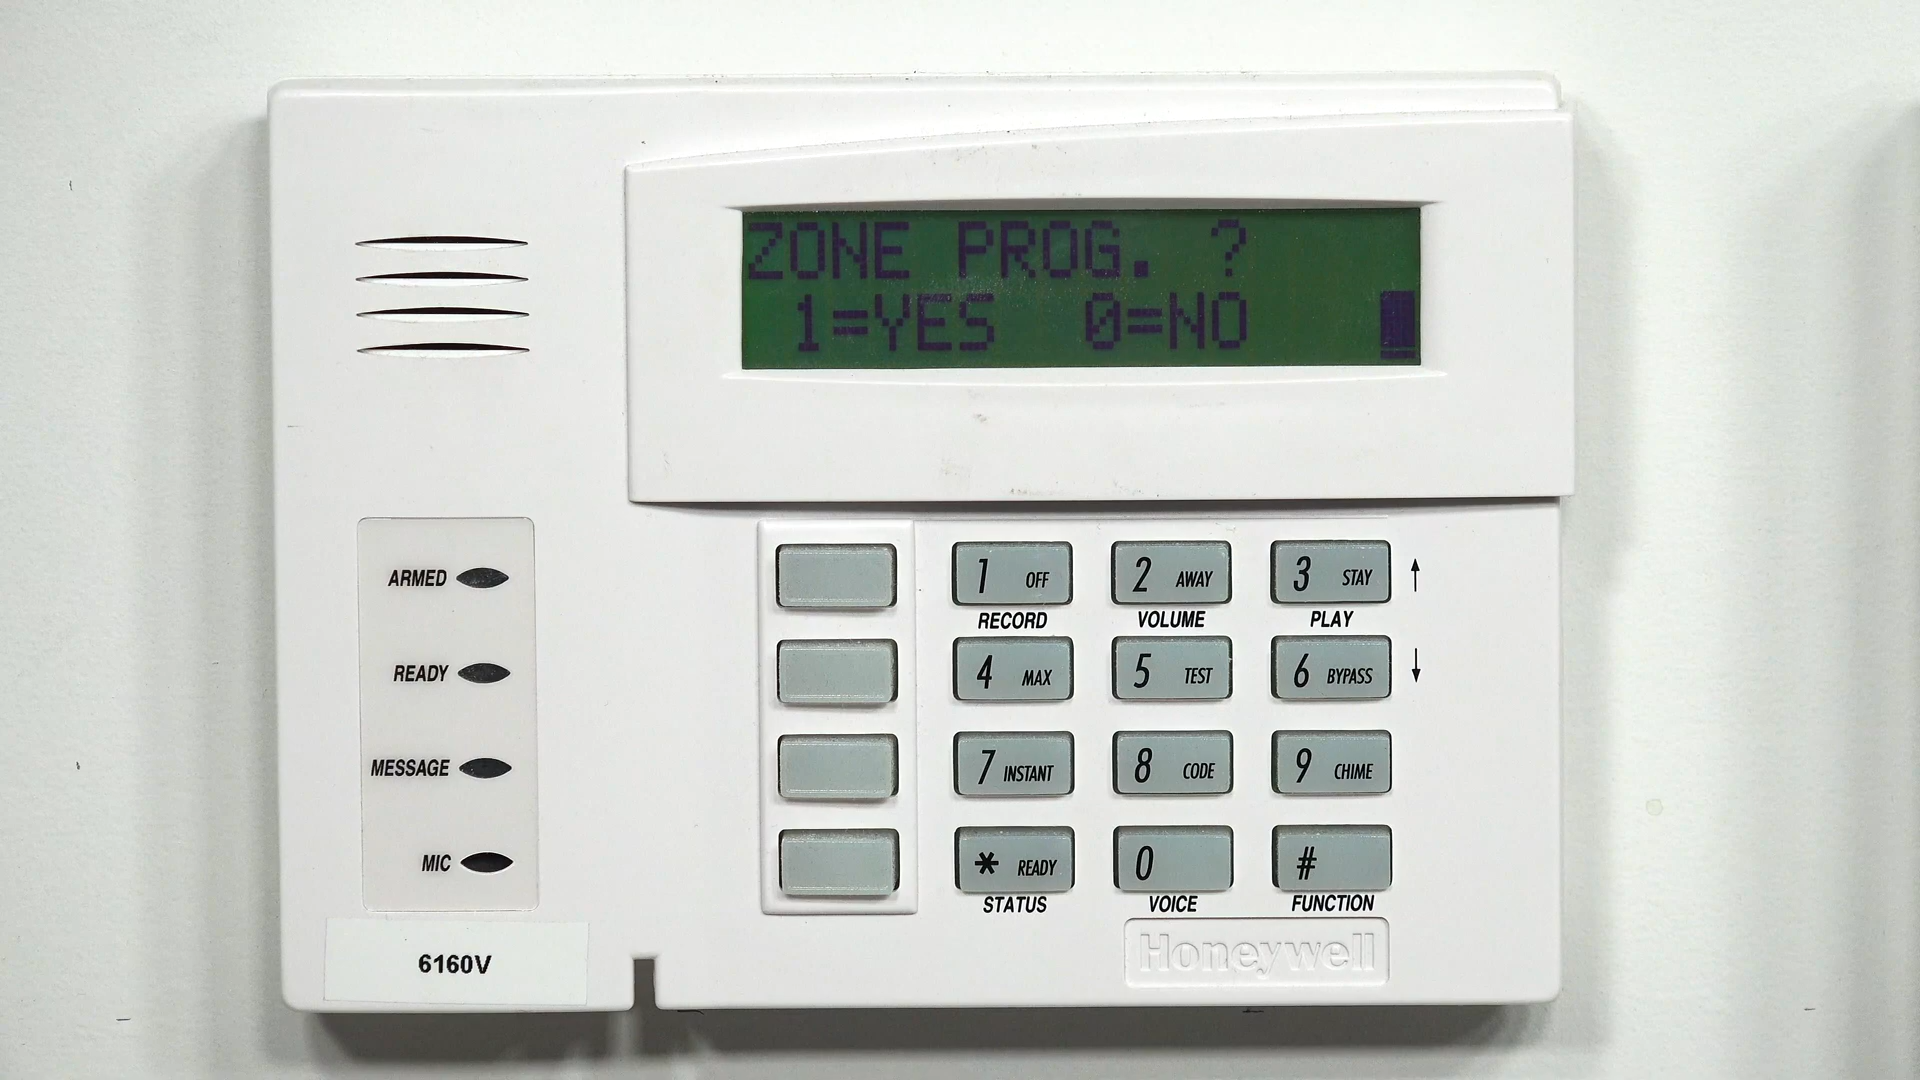 ZONE PROG. ?
1=YES 0=NO
ARMED
READY
MESSAGE
MIC
6160V
1 OFF
RECORD
2 AWAY
VOLUME
3 STAY
PLAY
↑
4 MAX
5 TEST
6 BYPASS
↓
7 INSTANT
8 CODE
9 CHIME
* READY
STATUS
0
VOICE
#
FUNCTION
Honeywell